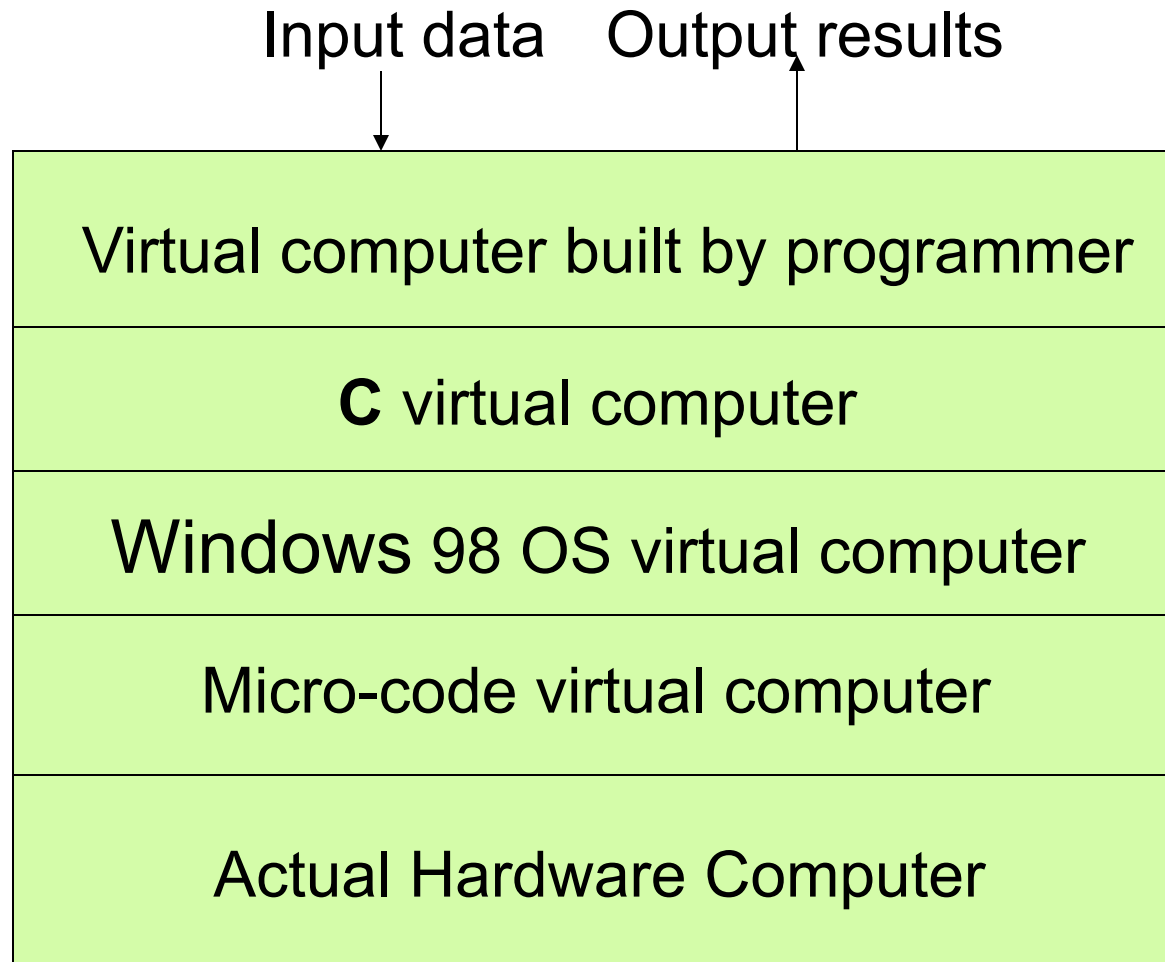 Input data Output results
Virtual computer built by programmer
C virtual computer
Windows 98 OS virtual computer
Micro-code virtual computer
Actual Hardware Computer